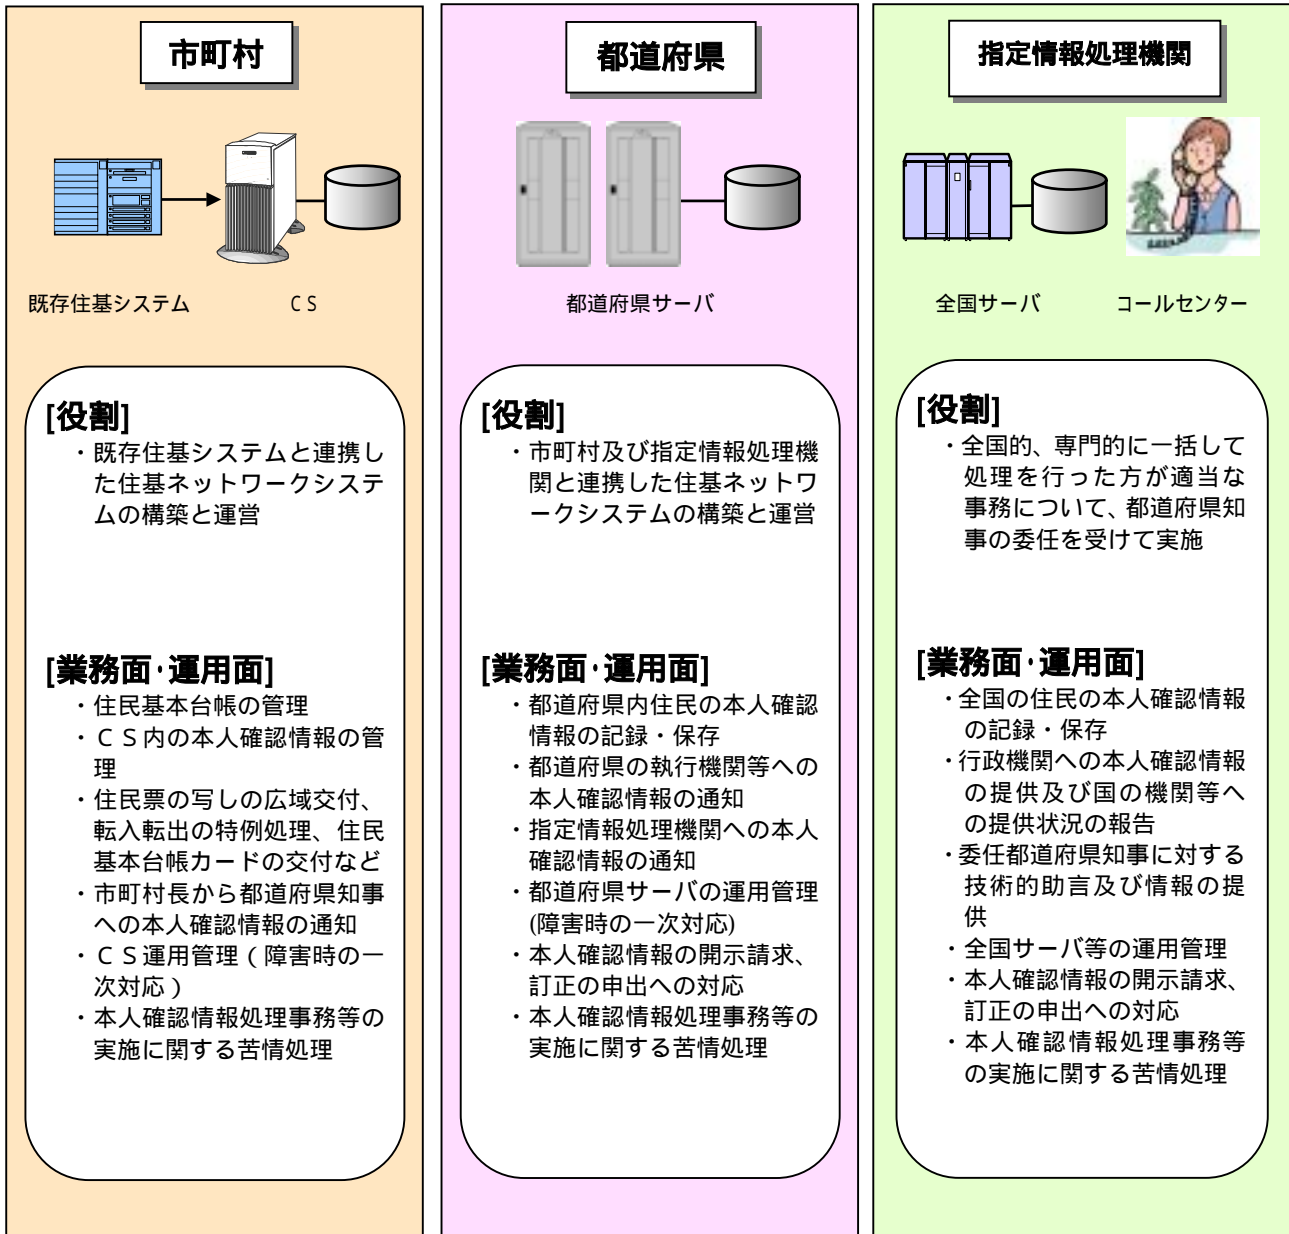 市町村
既存住基システム
ＣＳ
[役割]
・既存住基システムと連携し
た住基ネットワークシステ
ムの構築と運営
[業務面・運用面]
・住民基本台帳の管理
・ＣＳ内の本人確認情報の管
理
・住民票の写しの広域交付、
転入転出の特例処理、住民
基本台帳カードの交付など
・市町村長から都道府県知事
への本人確認情報の通知
・ＣＳ運用管理（障害時の一
次対応）
・本人確認情報処理事務等の
実施に関する苦情処理
都道府県
都道府県サーバ
[役割]
・市町村及び指定情報処理機
関と連携した住基ネットワ
ークシステムの構築と運営
[業務面・運用面]
・都道府県内住民の本人確認
情報の記録・保存
・都道府県の執行機関等への
本人確認情報の通知
・指定情報処理機関への本人
確認情報の通知
・都道府県サーバの運用管理
(障害時の一次対応)
・本人確認情報の開示請求、
訂正の申出への対応
・本人確認情報処理事務等の
実施に関する苦情処理
指定情報処理機関
全国サーバ
コールセンター
[役割]
・全国的、専門的に一括して
処理を行った方が適当な
事務について、都道府県知
事の委任を受けて実施
[業務面・運用面]
・全国の住民の本人確認情報
の記録・保存
・行政機関への本人確認情報
の提供及び国の機関等へ
の提供状況の報告
・委任都道府県知事に対する
技術的助言及び情報の提
供
・全国サーバ等の運用管理
・本人確認情報の開示請求、
訂正の申出への対応
・本人確認情報処理事務等
の実施に関する苦情処理